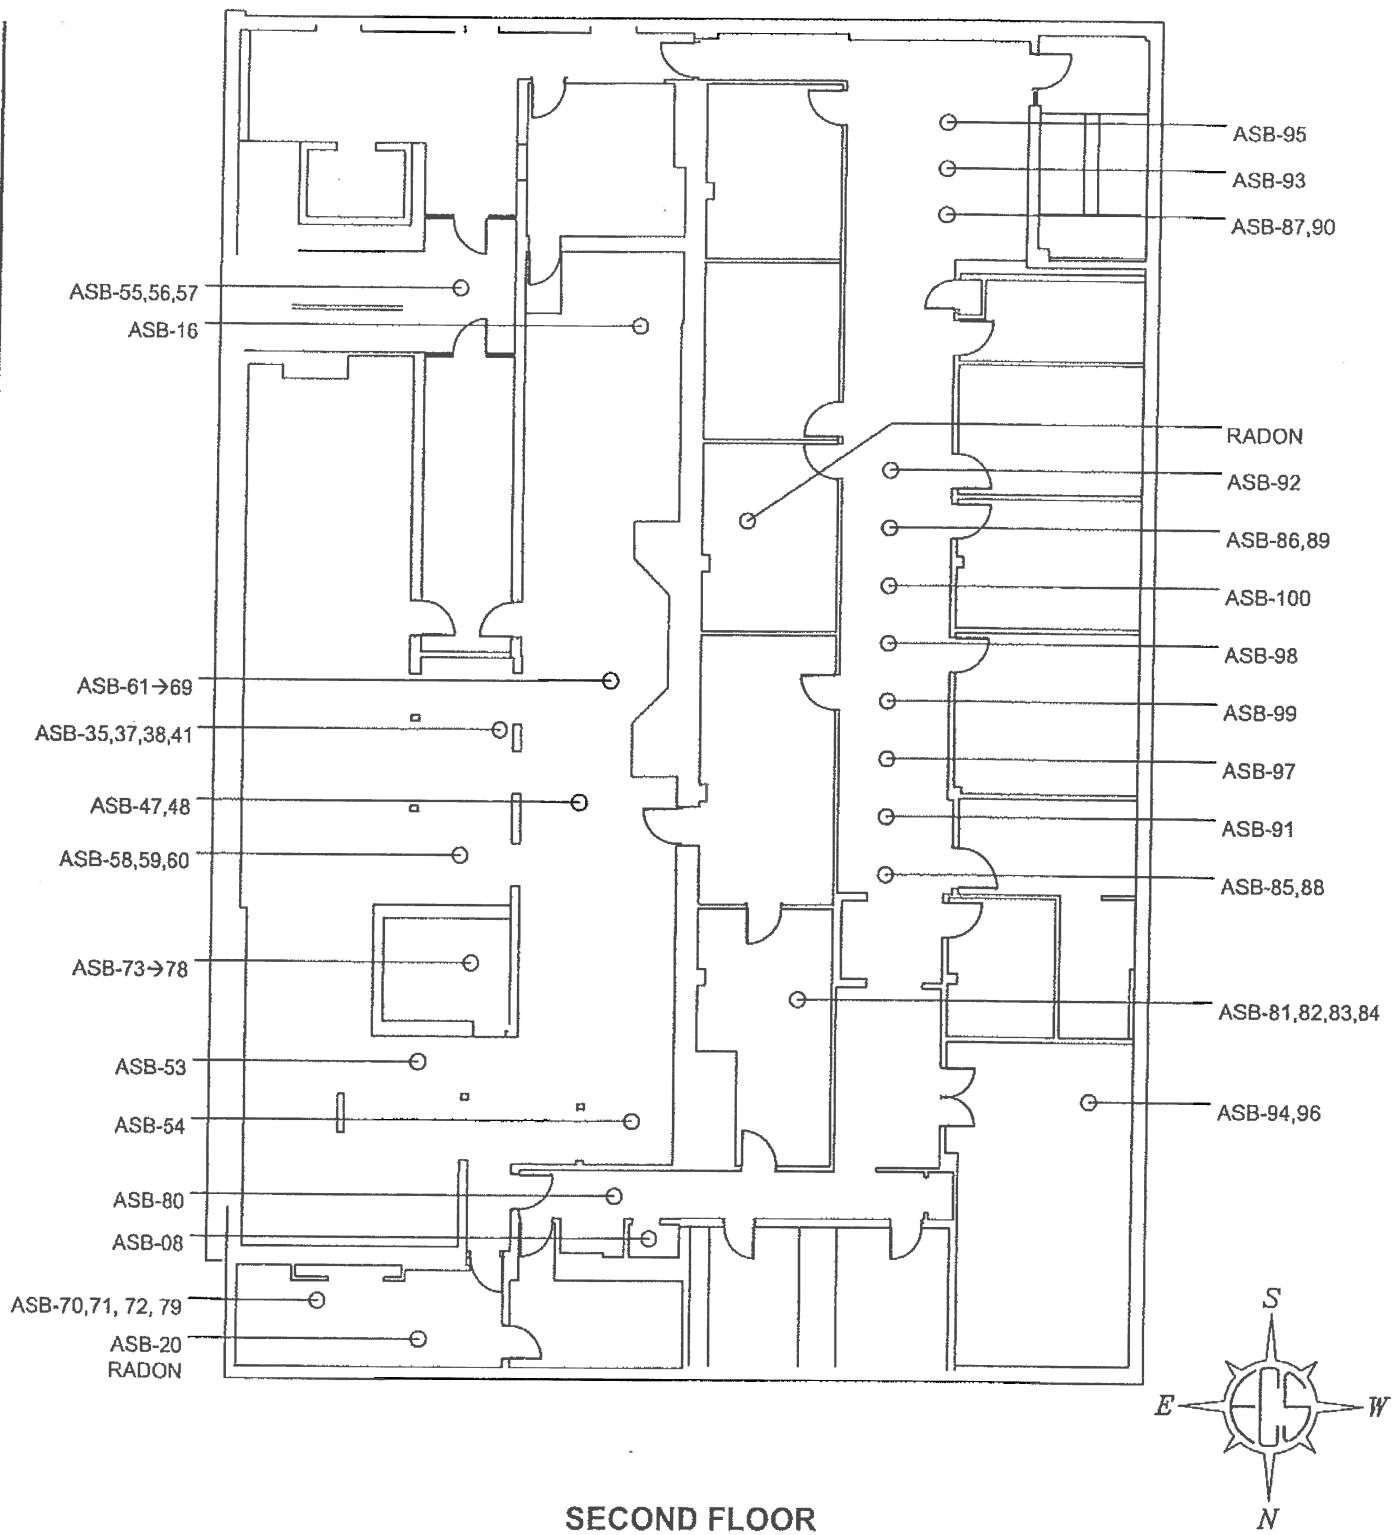 ASB-95
ASB-93
ASB-87,90
ASB-55,56,57
ASB-16
RADON
ASB-92
ASB-86,89
ASB-100
ASB-98
ASB-61→69
ASB-99
ASB-35,37,38,41
ASB-97
ASB-47,48
ASB-91
ASB-58,59,60
ASB-85,88
ASB-73→78
ASB-81,82,83,84
ASB-53
ASB-94,96
ASB-54
ASB-80
ASB-08
ASB-70,71, 72, 79
ASB-20
RADON
S
E
W
N
SECOND FLOOR